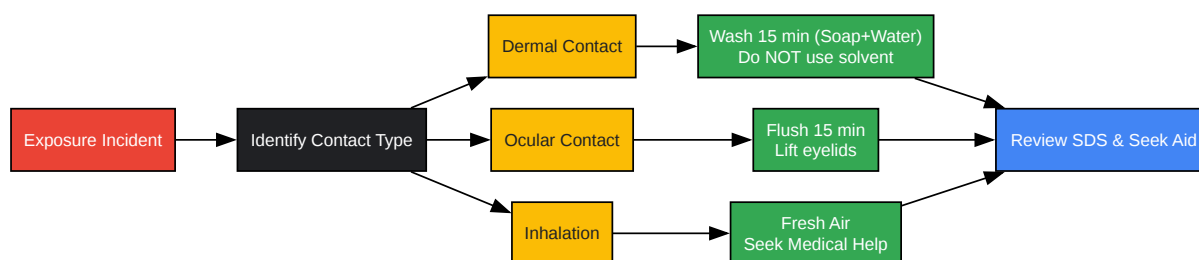 Exposure Incident
Identify Contact Type
Dermal Contact
Wash 15 min (Soap+Water)
Do NOT use solvent
Ocular Contact
Flush 15 min
Lift eyelids
Inhalation
Fresh Air
Seek Medical Help
Review SDS & Seek Aid